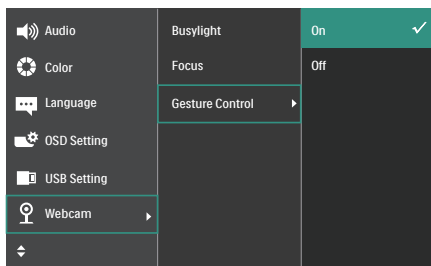 Audio
Color
Language
OSD Setting
USB Setting
Webcam
Busylight
Focus
Gesture Control
On
Off